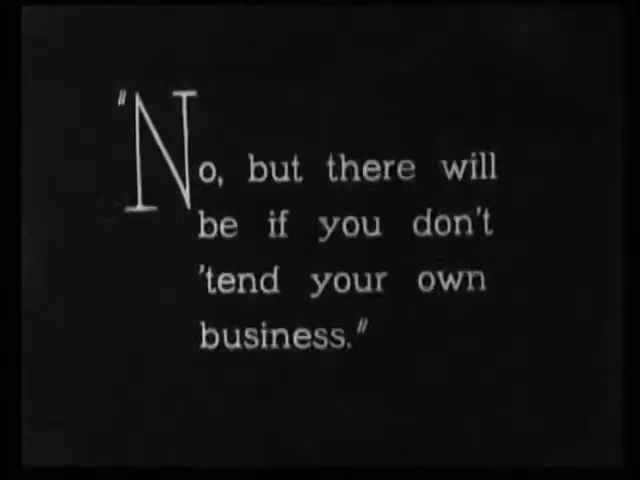 "No, but there will
be if you don't
'tend your own
business."